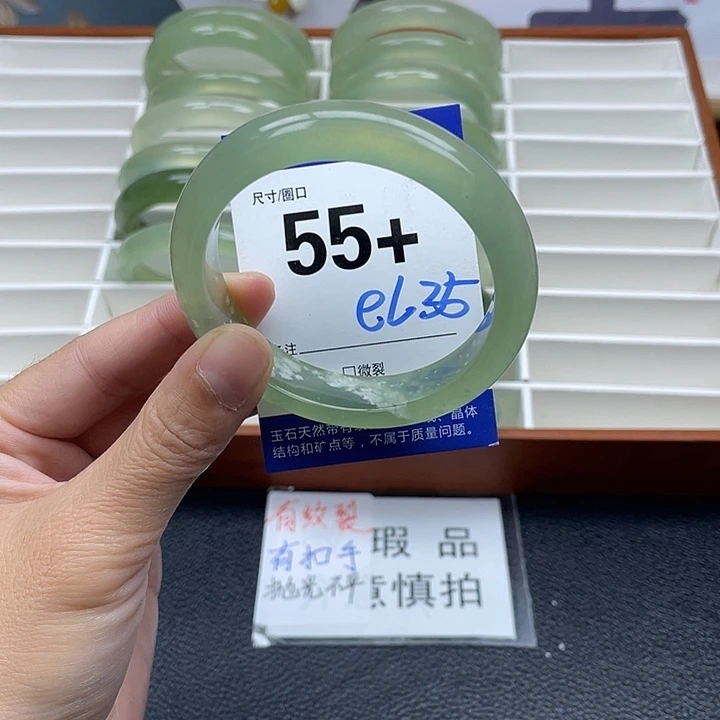 尺寸/圈口
55+
eL35
注
口微裂
玉石天然带有 晶体
结构和矿点等，不属于质量问题。
有纹裂
瑕 品
有扣手
抛光不平
意慎拍